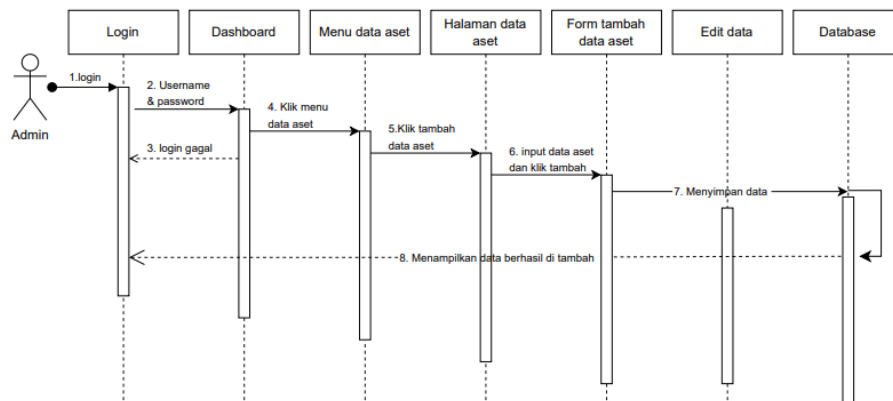 Login
Dashboard
Menu data aset
Halaman data
aset
Form tambah
data aset
Edit data
Database
Admin
1.login
2. Username
& password
3. login gagal
4. Klik menu
data aset
5.Klik tambah
data aset
6. input data aset
dan klik tambah
7. Menyimpan data
8. Menampilkan data berhasil di tambah